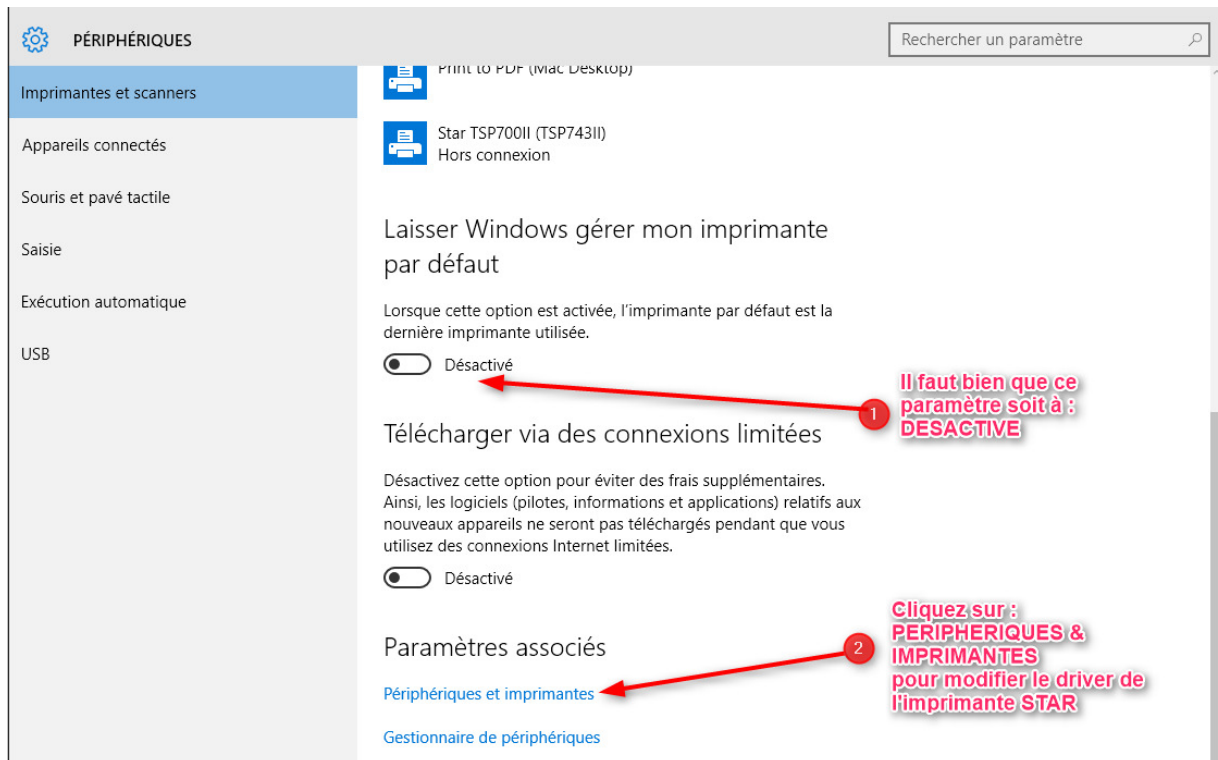 PÉRIPHÉRIQUES
Rechercher un paramètre
Imprimantes et scanners
Appareils connectés
Souris et pavé tactile
Saisie
Exécution automatique
USB
Print to PDF (Mac Desktop)
Star TSP700II (TSP743II)
Hors connexion
Laisser Windows gérer mon imprimante
par défaut
Lorsque cette option est activée, l'imprimante par défaut est la
dernière imprimante utilisée.
Désactivé
1
Il faut bien que ce
paramètre soit à :
DESACTIVE
Télécharger via des connexions limitées
Désactivez cette option pour éviter des frais supplémentaires.
Ainsi, les logiciels (pilotes, informations et applications) relatifs aux
nouveaux appareils ne seront pas téléchargés pendant que vous
utilisez des connexions Internet limitées.
Désactivé
Paramètres associés
Périphériques et imprimantes
2
Cliquez sur :
PERIPHERIQUES &
IMPRIMANTES
pour modifier le driver de
l'imprimante STAR
Gestionnaire de périphériques